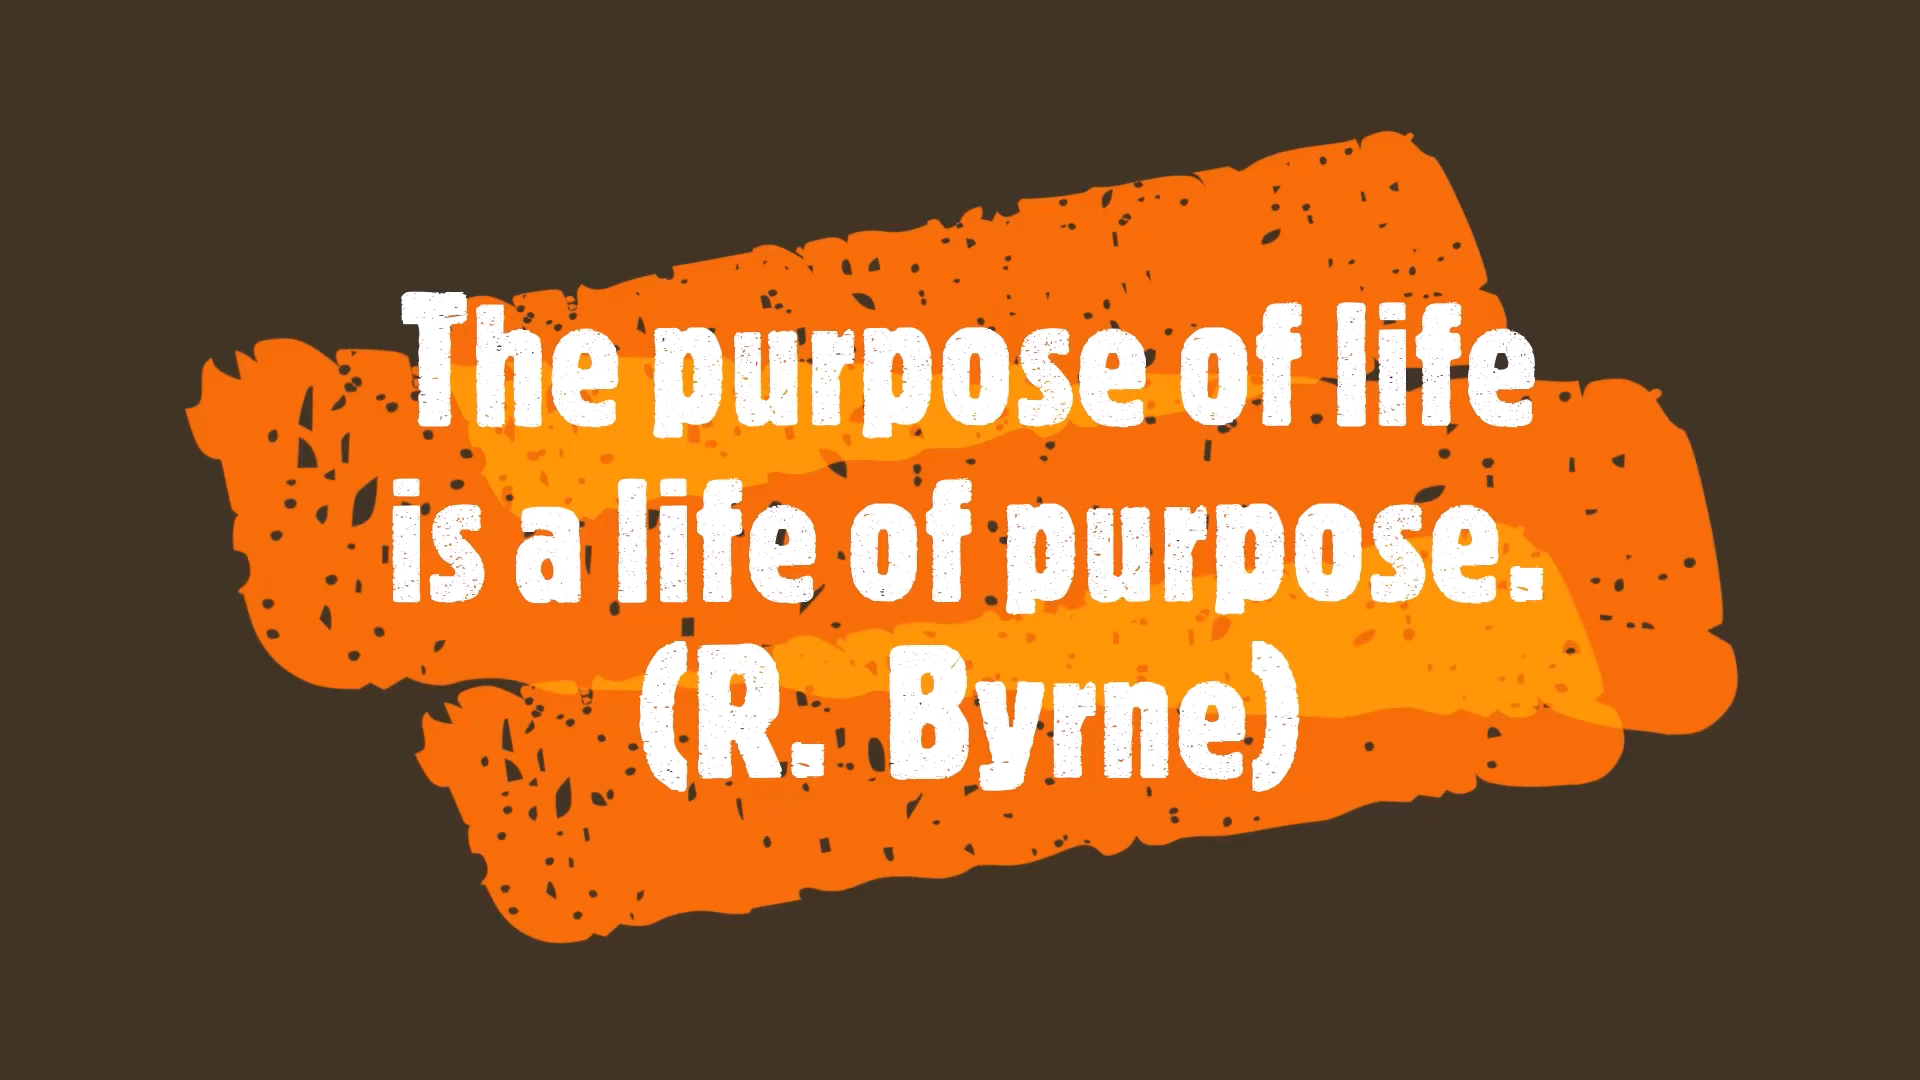 The purpose of life
is a life of purpose.
(R. Byrne)